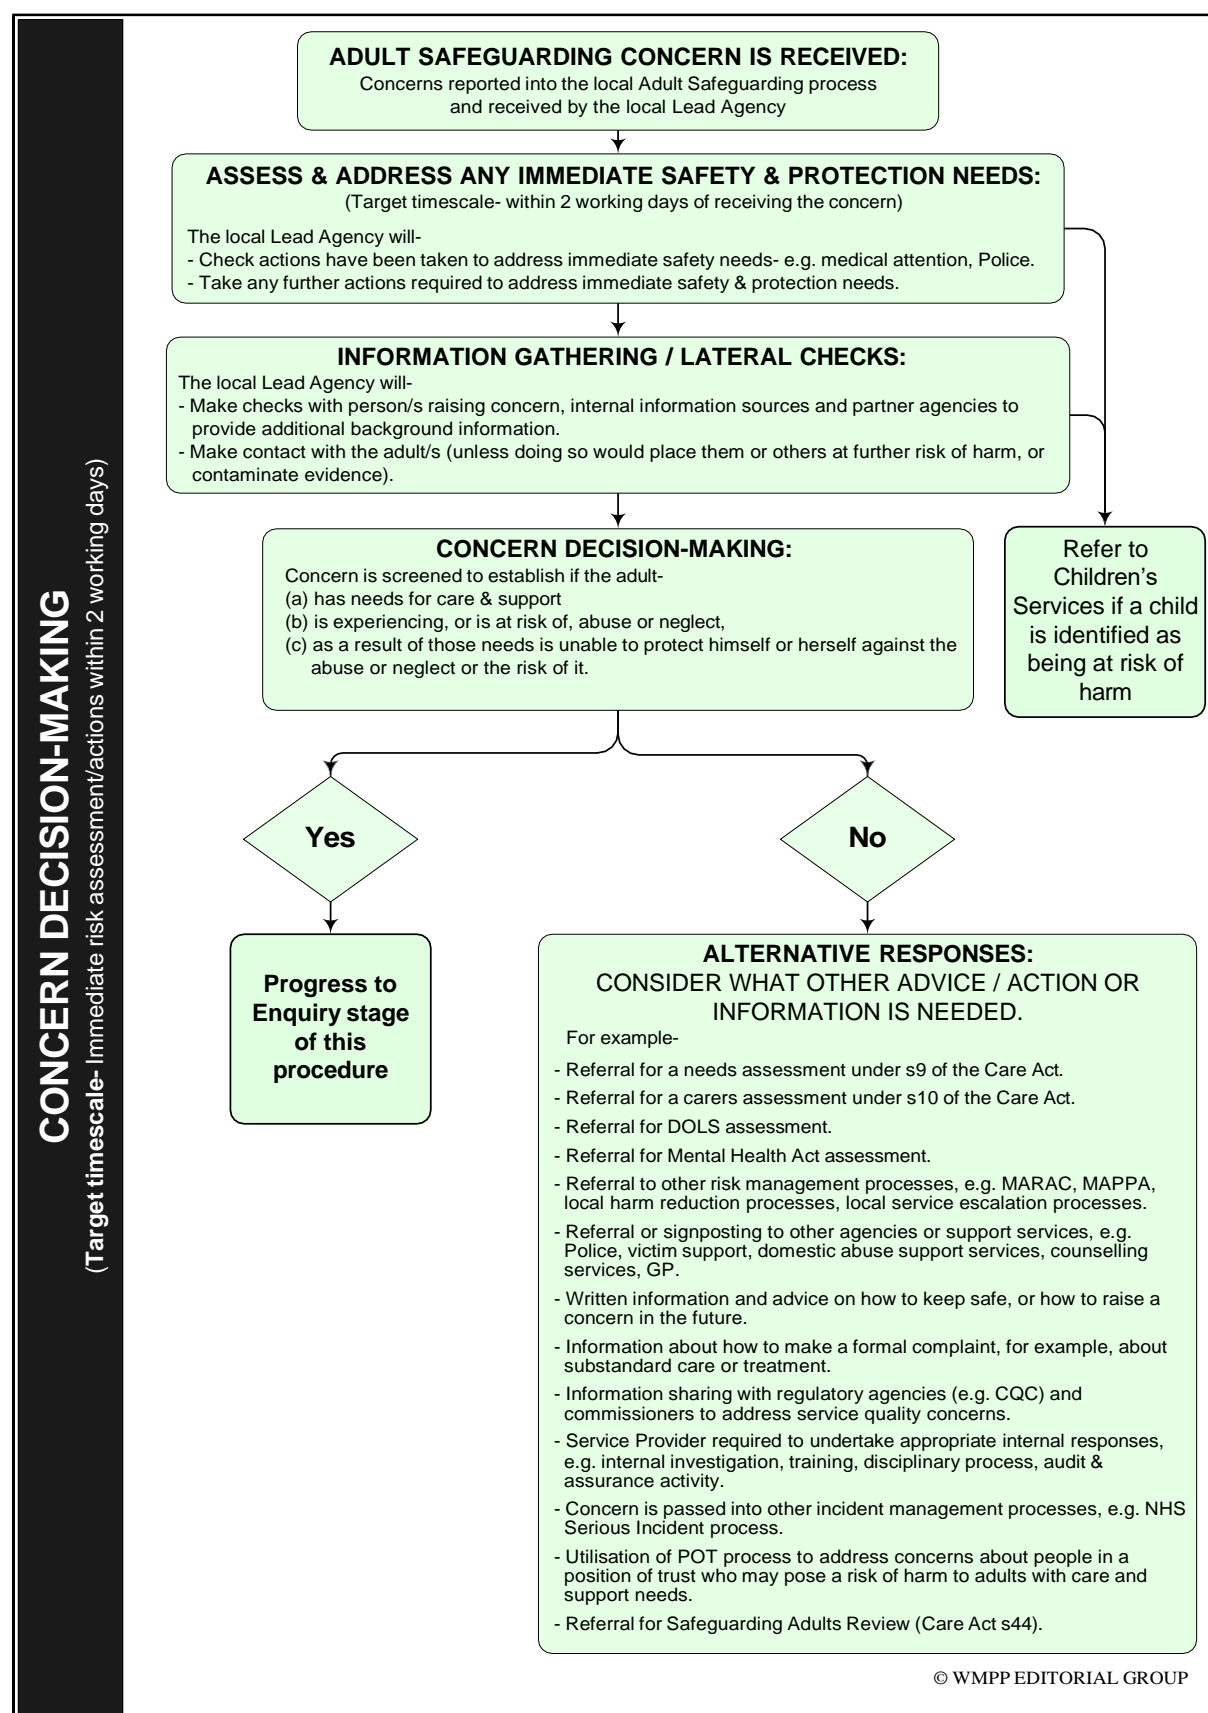 CONCERN DECISION-MAKING
(Target timescale- Immediate risk assessment/actions within 2 working days)
ADULT SAFEGUARDING CONCERN IS RECEIVED:
Concerns reported into the local Adult Safeguarding process
and received by the local Lead Agency
ASSESS & ADDRESS ANY IMMEDIATE SAFETY & PROTECTION NEEDS:
(Target timescale- within 2 working days of receiving the concern)
The local Lead Agency will-
- Check actions have been taken to address immediate safety needs- e.g. medical attention, Police.
- Take any further actions required to address immediate safety & protection needs.
INFORMATION GATHERING / LATERAL CHECKS:
The local Lead Agency will-
- Make checks with person/s raising concern, internal information sources and partner agencies to
provide additional background information.
- Make contact with the adult/s (unless doing so would place them or others at further risk of harm, or
contaminate evidence).
CONCERN DECISION-MAKING:
Concern is screened to establish if the adult-
(a) has needs for care & support
(b) is experiencing, or is at risk of, abuse or neglect,
(c) as a result of those needs is unable to protect himself or herself against the
abuse or neglect or the risk of it.
Refer to
Children's
Services if a child
is identified as
being at risk of
harm
Yes
No
Progress to
Enquiry stage
of this
procedure
ALTERNATIVE RESPONSES:
CONSIDER WHAT OTHER ADVICE / ACTION OR
INFORMATION IS NEEDED.
For example-
- Referral for a needs assessment under s9 of the Care Act.
- Referral for a carers assessment under s10 of the Care Act.
- Referral for DOLS assessment.
- Referral for Mental Health Act assessment.
- Referral to other risk management processes, e.g. MARAC, MAPPA,
local harm reduction processes, local service escalation processes.
- Referral or signposting to other agencies or support services, e.g.
Police, victim support, domestic abuse support services, counselling
services, GP.
- Written information and advice on how to keep safe, or how to raise a
concern in the future.
- Information about how to make a formal complaint, for example, about
substandard care or treatment.
- Information sharing with regulatory agencies (e.g. CQC) and
commissioners to address service quality concerns.
- Service Provider required to undertake appropriate internal responses,
e.g. internal investigation, training, disciplinary process, audit &
assurance activity.
- Concern is passed into other incident management processes, e.g. NHS
Serious Incident process.
- Utilisation of POT process to address concerns about people in a
position of trust who may pose a risk of harm to adults with care and
support needs.
- Referral for Safeguarding Adults Review (Care Act s44).
© WMPP EDITORIAL GROUP